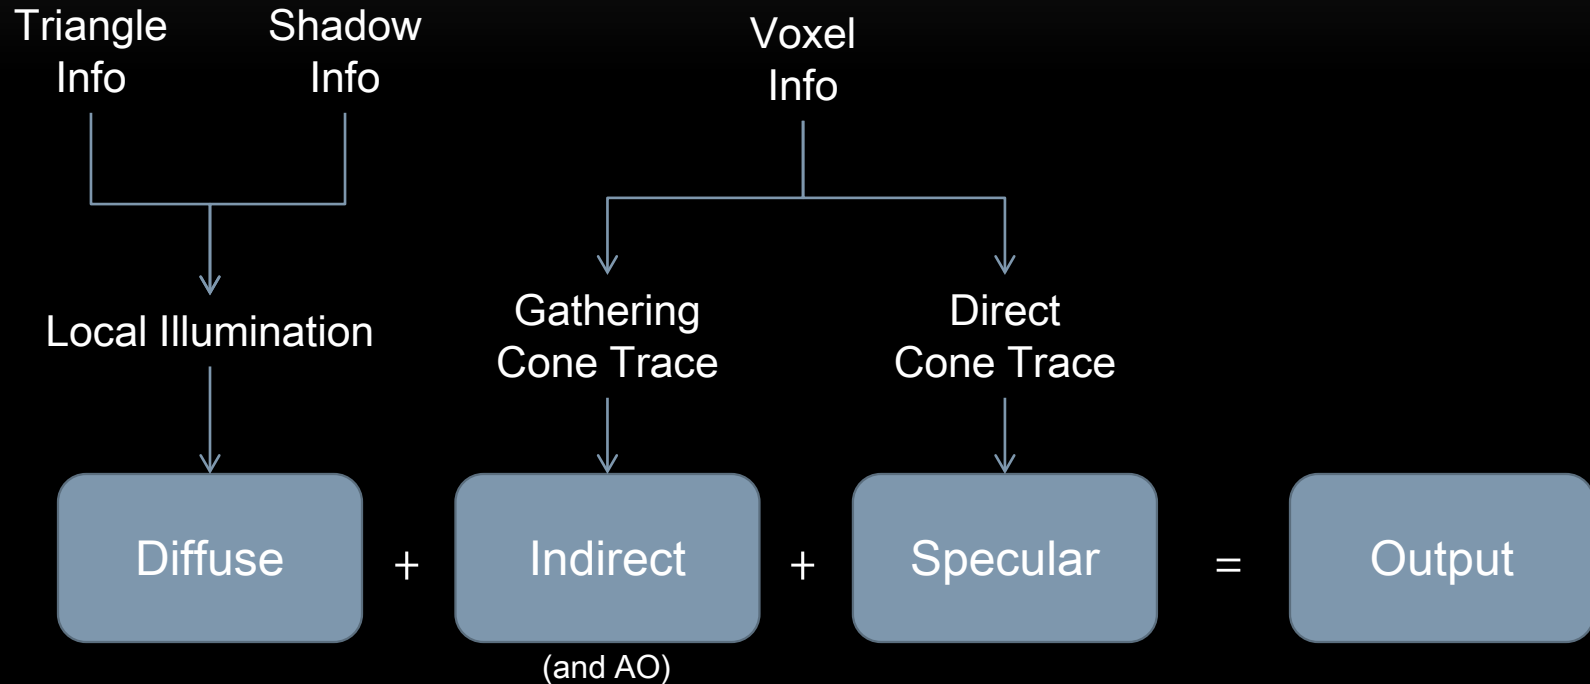 Triangle
Info
Shadow
Info
Voxel
Info
Local Illumination
Gathering
Cone Trace
Direct
Cone Trace
Diffuse + Indirect + Specular = Output
(and AO)